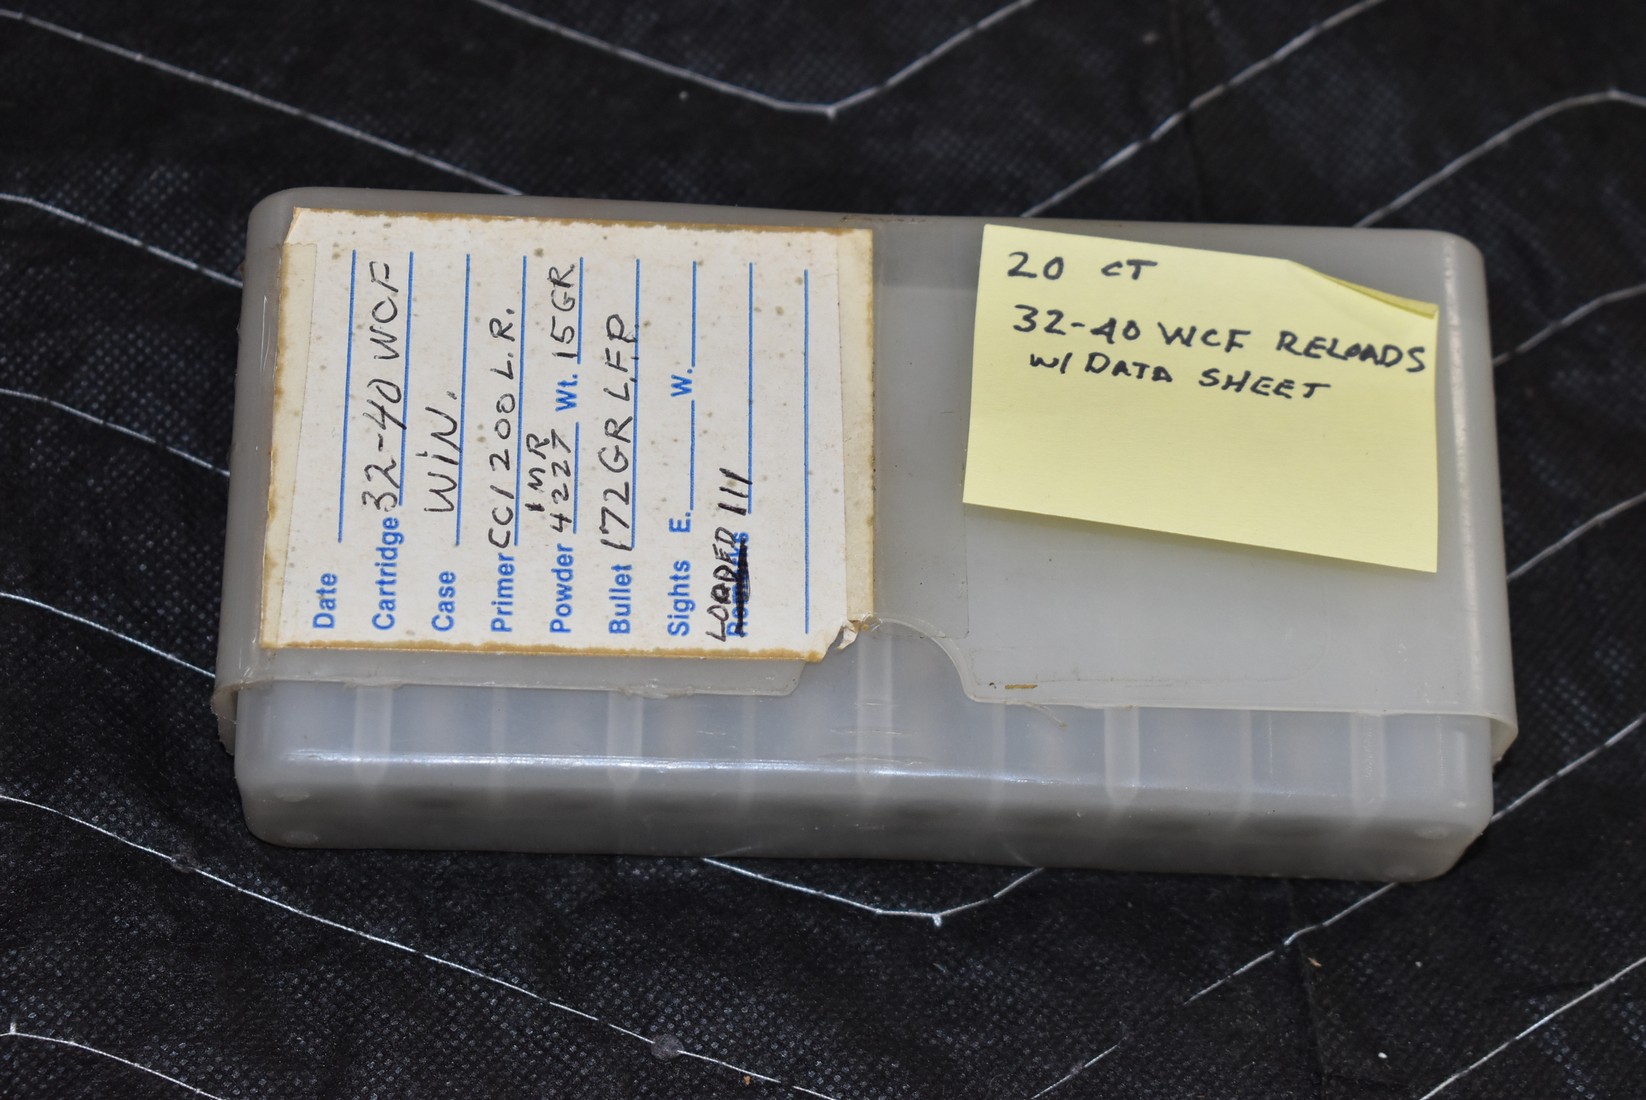 Date
Cartridge 32-40 WCF
Case WIN.
Primer CCI 200 L.R.
IMR
Powder 4227 Wt. 15GR
Bullet 172GR L.F.P.
Sights E. W.
LOADED III
20 CT
32-40 WCF RELOADS
W/ DATA SHEET